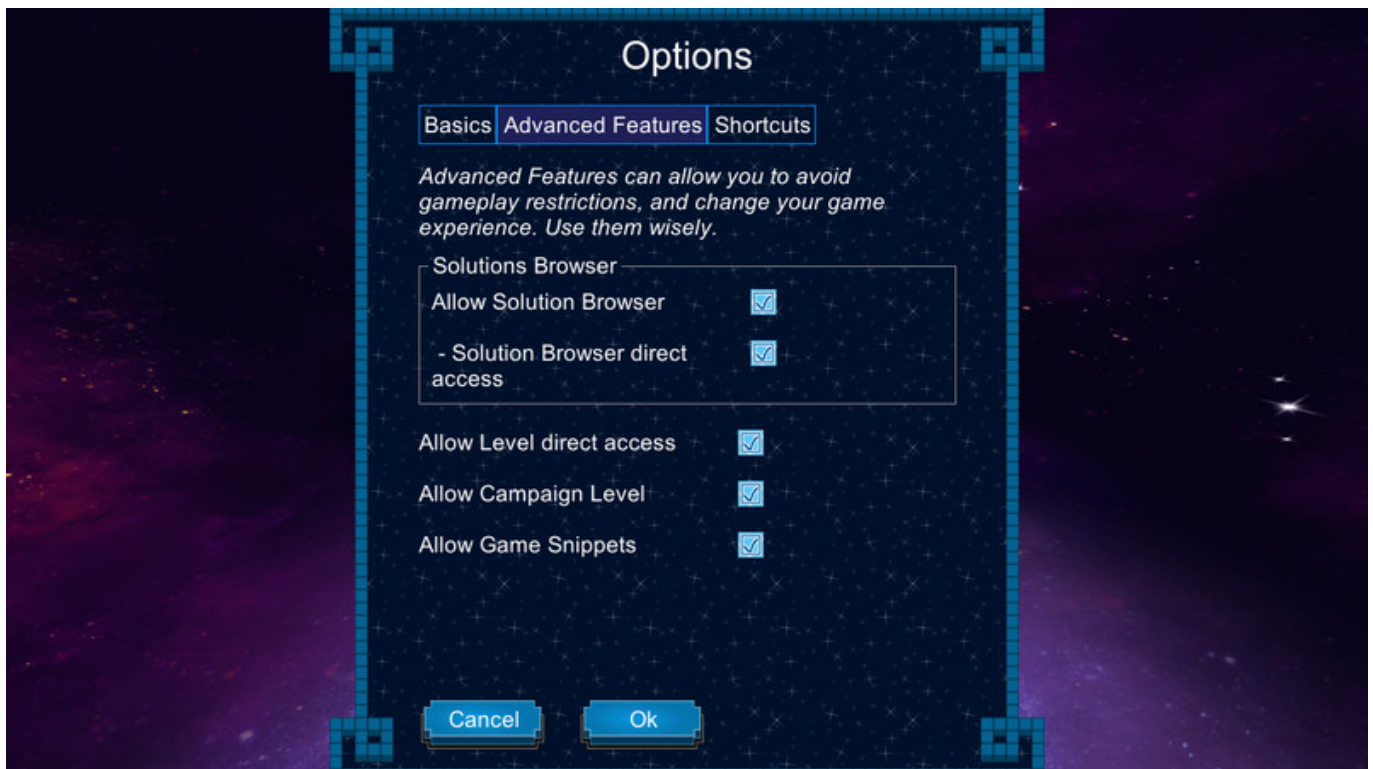 Options
Basics Advanced Features Shortcuts
Advanced Features can allow you to avoid
gameplay restrictions, and change your game
experience. Use them wisely.
Solutions Browser
Allow Solution Browser
- Solution Browser direct
access
Allow Level direct access
Allow Campaign Level
Allow Game Snippets
Cancel Ok